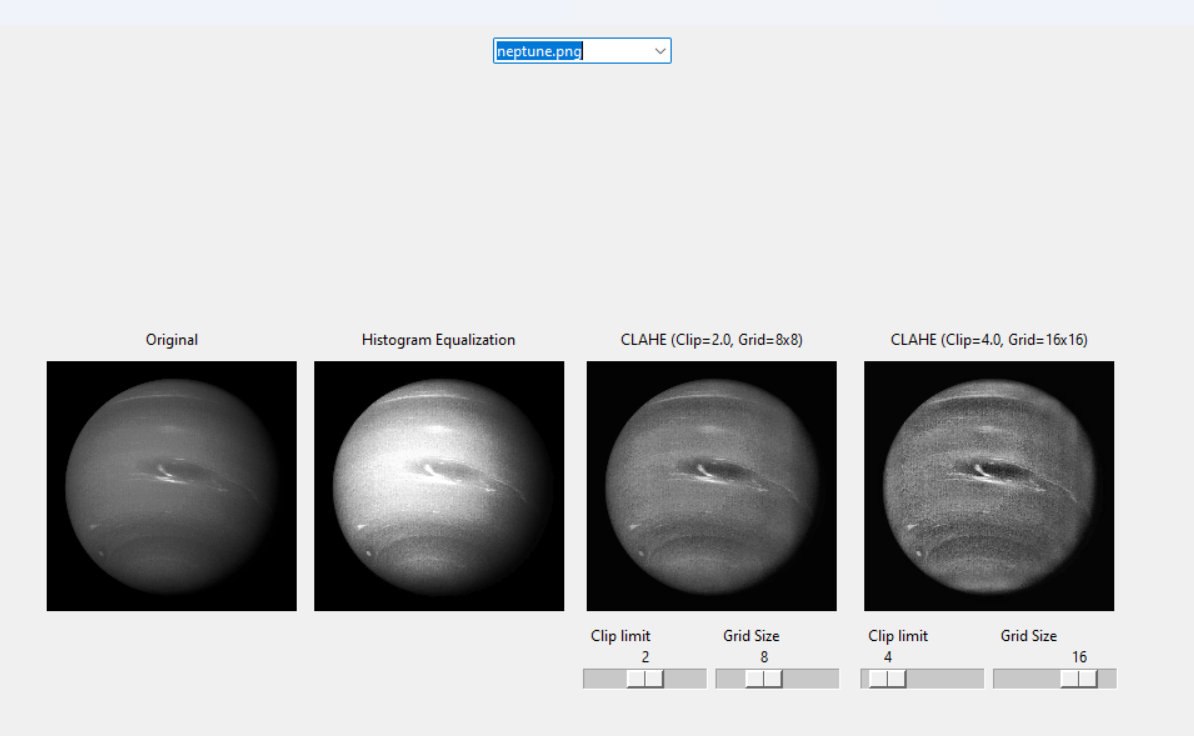 neptune.png
Original
Histogram Equalization
CLAHE (Clip=2.0, Grid=8x8)
CLAHE (Clip=4.0, Grid=16x16)
Clip limit
Grid Size
Clip limit
Grid Size
2
8
4
16